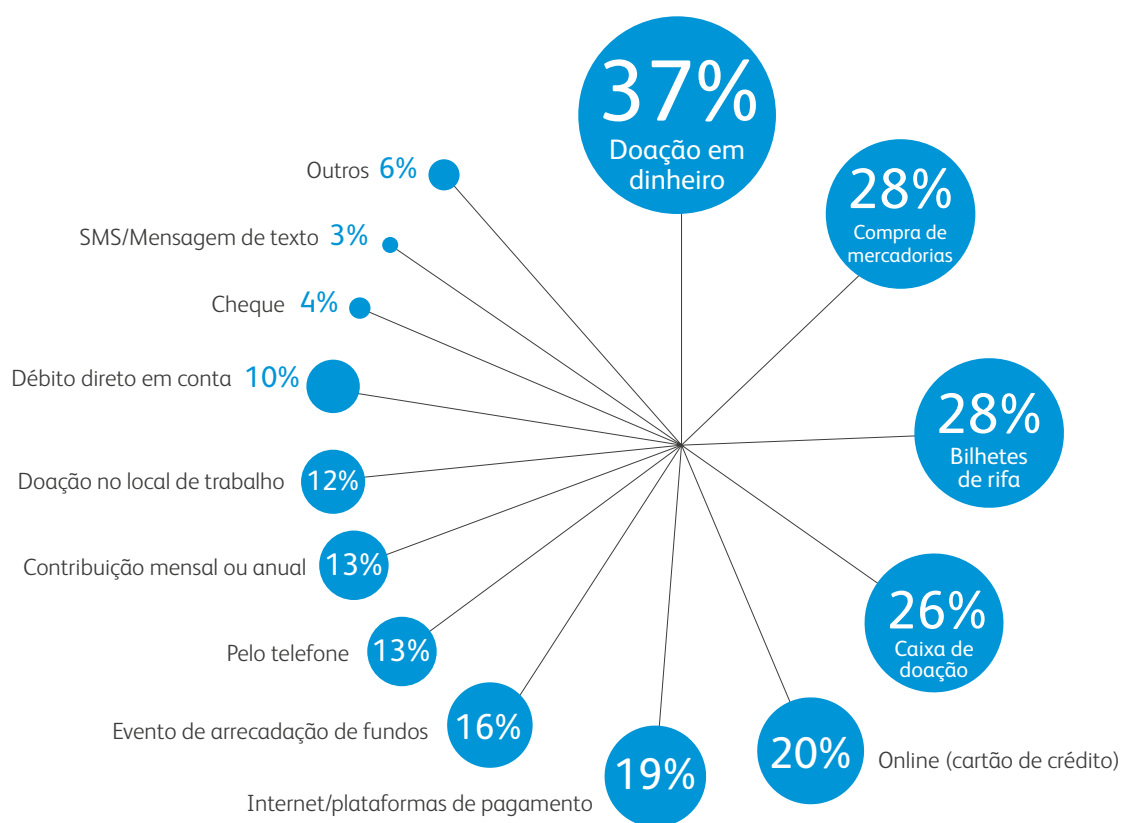 37%
Doação em
dinheiro
28%
Compra de
mercadorias
28%
Bilhetes
de rifa
26%
Caixa de
doação
20%
Online (cartão de crédito)
19%
Internet/plataformas de pagamento
16%
Evento de arrecadação de fundos
13%
Pelo telefone
13%
Contribuição mensal ou anual
12%
Doação no local de trabalho
Débito direto em conta 10%
Cheque 4%
SMS/Mensagem de texto 3%
Outros 6%